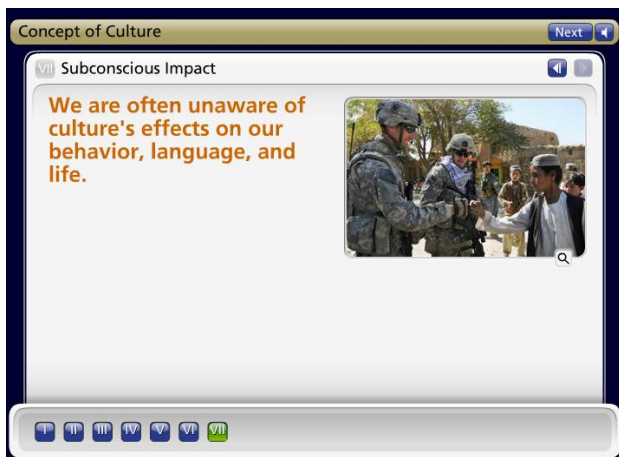 Concept of Culture
Next
VII Subconscious Impact
We are often unaware of
culture's effects on our
behavior, language, and
life.
I II III IV V VI VII